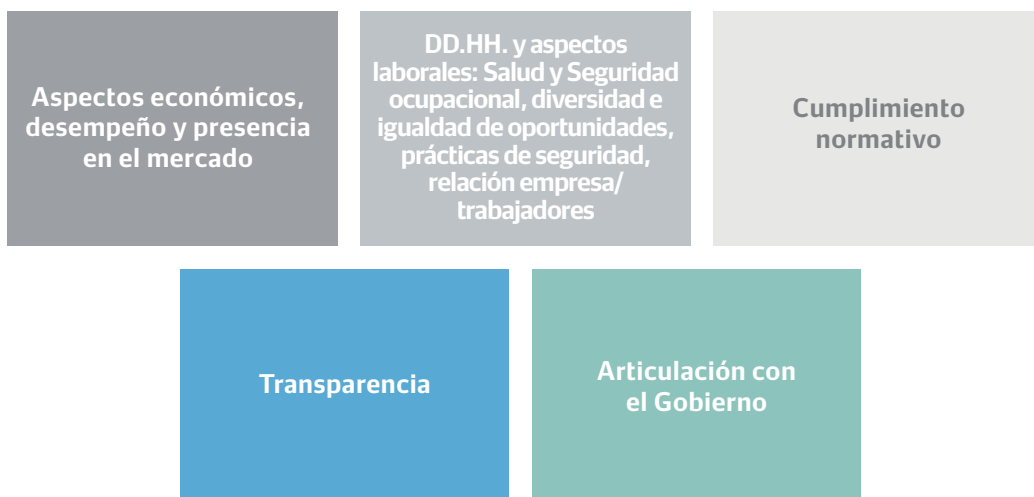 Aspectos económicos,
desempeño y presencia
en el mercado
DD.HH. y aspectos
laborales: Salud y Seguridad
ocupacional, diversidad e
igualdad de oportunidades,
prácticas de seguridad,
relación empresa/
trabajadores
Cumplimiento
normativo
Transparencia
Articulación con
el Gobierno